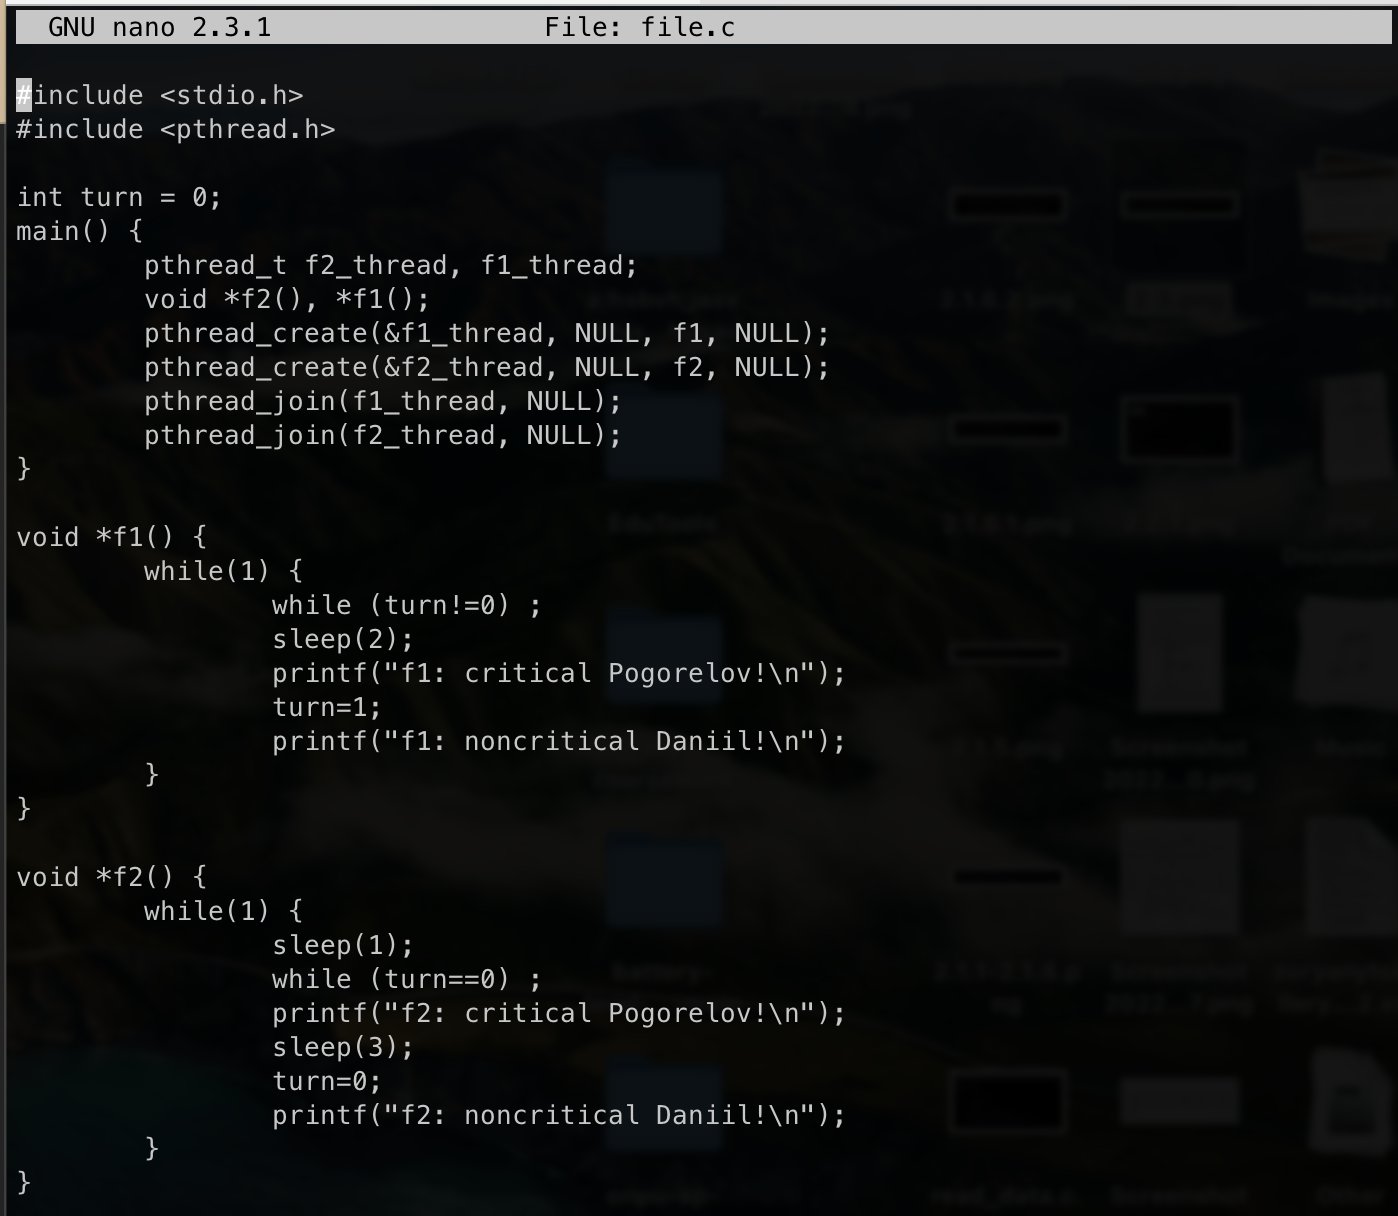 GNU nano 2.3.1 File: file.c
#include <stdio.h>
#include <pthread.h>
int turn = 0;
main() {
pthread_t f2_thread, f1_thread;
void *f2(), *f1();
pthread_create(&f1_thread, NULL, f1, NULL);
pthread_create(&f2_thread, NULL, f2, NULL);
pthread_join(f1_thread, NULL);
pthread_join(f2_thread, NULL);
}
void *f1() {
while(1) {
while (turn!=0) ;
sleep(2);
printf("f1: critical Pogorelov!\n");
turn=1;
printf("f1: noncritical Daniil!\n");
}
}
void *f2() {
while(1) {
sleep(1);
while (turn==0) ;
printf("f2: critical Pogorelov!\n");
sleep(3);
turn=0;
printf("f2: noncritical Daniil!\n");
}
}